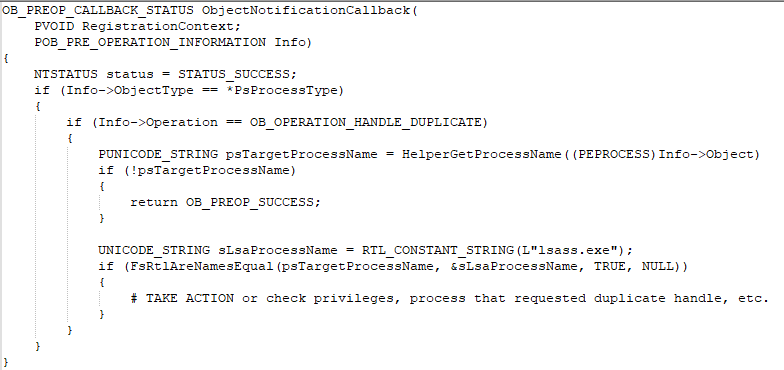 OB_PREOP_CALLBACK_STATUS ObjectNotificationCallback(
    PVOID RegistrationContext;
    POB_PRE_OPERATION_INFORMATION Info)
{
    NTSTATUS status = STATUS_SUCCESS;
    if (Info->ObjectType == *PsProcessType)
    {
        if (Info->Operation == OB_OPERATION_HANDLE_DUPLICATE)
        {
            PUNICODE_STRING psTargetProcessName = HelperGetProcessName((PEPROCESS)Info->Object)
            if (!psTargetProcessName)
            {
                return OB_PREOP_SUCCESS;
            }

            UNICODE_STRING sLsaProcessName = RTL_CONSTANT_STRING(L"lsass.exe");
            if (FsRtlAreNamesEqual(psTargetProcessName, &sLsaProcessName, TRUE, NULL))
            {
                # TAKE ACTION or check privileges, process that requested duplicate handle, etc.
            }
        }
    }
}